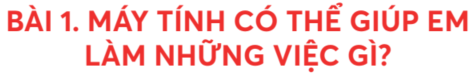 BÀI 1. MÁY TÍNH CÓ THỂ GIÚP EM
LÀM NHỮNG VIỆC GÌ?